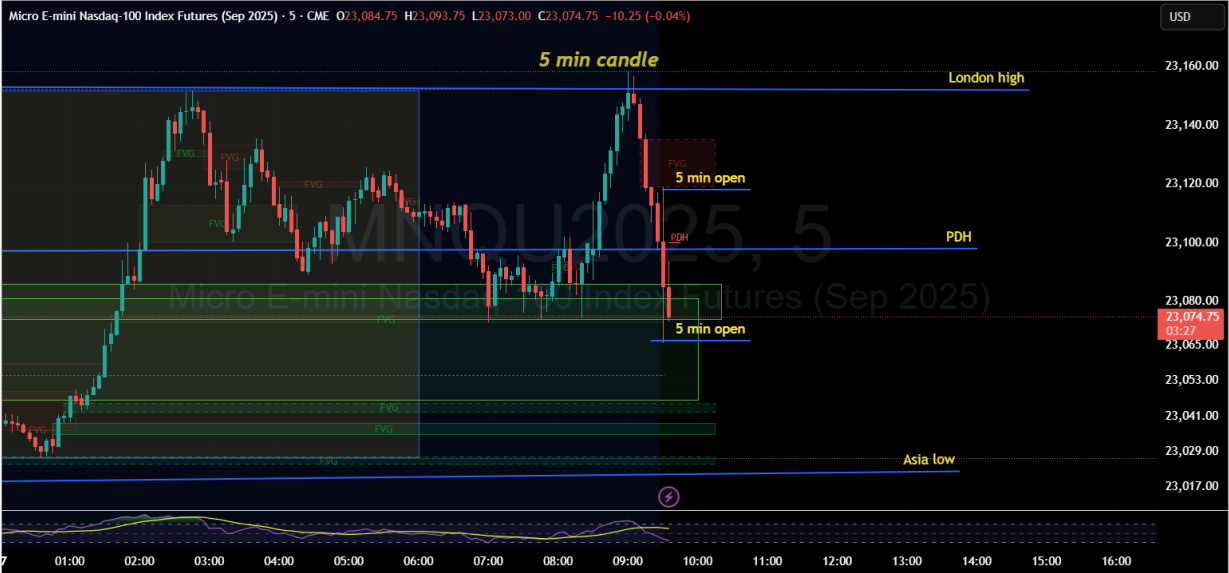 Micro E-mini Nasdaq-100 Index Futures (Sep 2025) · 5 · CME O23,084.75 H23,093.75 L23,073.00 C23,074.75 −10.25 (−0.04%)
USD
5 min candle
23,160.00
London high
23,140.00
FVG
FVG
FVG
5 min open
23,120.00
FVG
FVG
FVG
MNQU2025, 5
PDH
PDH
23,100.00
Micro E-mini Nasdaq-100 Index Futures (Sep 2025)
23,080.00
23,074.75
03:27
FVG
5 min open
23,065.00
23,053.00
FVG
23,041.00
FVG
FVG
23,029.00
FVG
Asia low
23,017.00
7 01:00 02:00 03:00 04:00 05:00 06:00 07:00 08:00 09:00 10:00 11:00 12:00 13:00 14:00 15:00 16:00